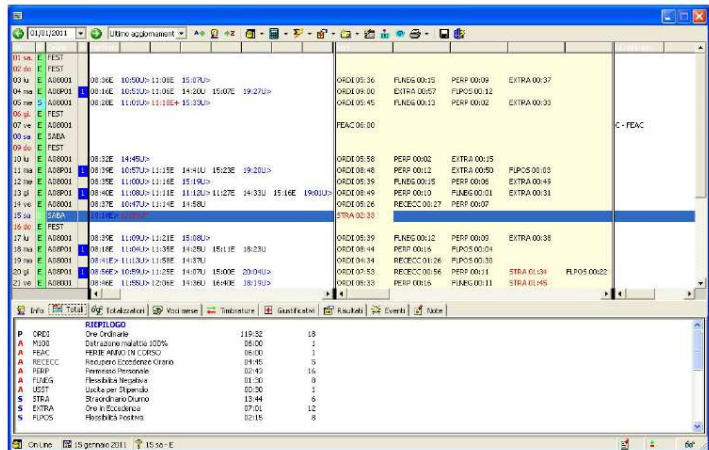 01/01/2011 Ultimo aggiornament
01 sa E FEST
02 do E FEST
03 lu E A08001 08:36E 10:50U> 11:08E 15:07U> ORDI 05:36 FLNEG 00:15 PERP 00:09 EXTRA 00:37
04 ma E A08P01 L 08:16E 10:53U> 11:06E 14:20U 15:07E 19:27U> ORDI 09:00 EXTRA 00:57 FLPOS 00:12
05 me S A08001 08:28E 11:01U> 11:18E+ 15:33U> ORDI 05:45 FLNEG 00:13 PERP 00:02 EXTRA 00:33
06 gi E FEST
07 ve E A08001 FEAC 06:00 C - FEAC
08 sa E SABA
09 do E FEST
10 lu E A08001 08:32E 14:45U> ORDI 05:58 PERP 00:02 EXTRA 00:15
11 ma E A08P01 L 08:39E 10:57U> 11:15E 14:41U 15:23E 19:20U> ORDI 08:48 PERP 00:12 EXTRA 00:50 FLPOS 00:03
12 me E A08001 08:35E 11:00U> 11:16E 15:19U> ORDI 05:39 FLNEG 00:15 PERP 00:06 EXTRA 00:49
13 gi E A08P01 L 08:40E 11:08U> 11:11E 11:12U> 11:27E 14:33U 15:16E 19:01U> ORDI 08:49 PERP 00:10 FLNEG 00:01 EXTRA 00:31
14 ve E A08001 08:37E 10:47U> 11:14E 14:58U ORDI 05:26 RECECC 00:27 PERP 00:07
15 sa E SABA STRA 02:33
16 do E FEST
17 lu E A08001 08:39E 11:09U> 11:21E 15:08U> ORDI 05:39 FLNEG 00:12 PERP 00:09 EXTRA 00:38
18 ma E A08P01 L 08:18E 11:04U> 11:35E 14:25U 15:11E 18:23U ORDI 08:44 PERP 00:16 FLPOS 00:04
19 me E A08001 08:41E> 11:13U> 11:58E 14:37U ORDI 04:34 RECECC 01:26 FLPOS 00:38
20 gi E A08P01 L 08:56E> 10:59U> 11:25E 14:07U 15:00E 20:04U> ORDI 07:53 RECECC 00:56 PERP 00:11 STRA 01:34 FLPOS 00:22
21 ve E A08001 L 08:46E 11:55U> 12:06E 14:36U 16:40E 18:19U> ORDI 05:33 PERP 00:16 FLNEG 00:11 STRA 01:45
Info Totali Totalizzatori Voci mese Timbrature Giustificativi Risultati Eventi Note
RIEPILOGO
P ORDI Ore Ordinarie 119:32 18
A M100 Detrazione malattia 100% 06:00 1
A FEAC FERIE ANNO IN CORSO 06:00 1
A RECECC Recupero Eccedenze Orario 04:45 5
A PERP Permesso Personale 02:43 16
A FLNEG Flessibilità Negativa 01:30 8
A USST Uscita per Stipendio 00:30 1
S STRA Straordinario Diurno 13:44 6
S EXTRA Ore in Eccedenza 07:01 12
S FLPOS Flessibilità Positiva 02:15 8
On Line 15 gennaio 2011 15 sa - E